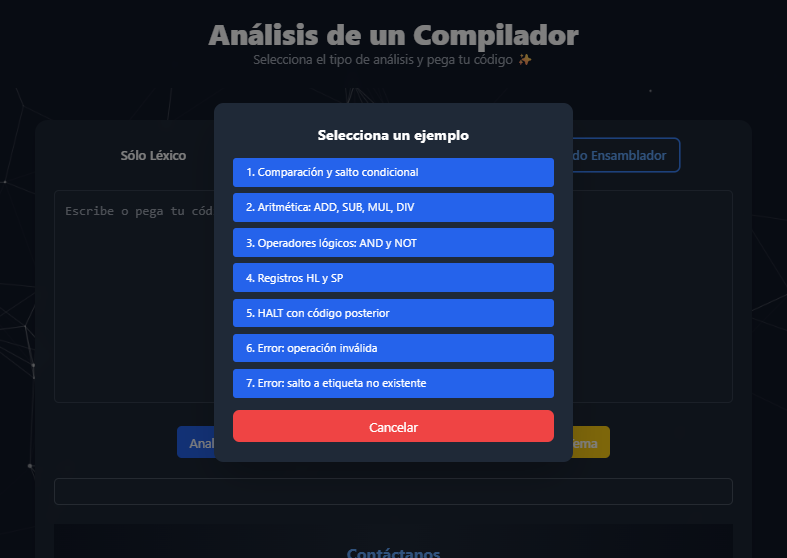 Análisis de un Compilador
Selecciona el tipo de análisis y pega tu código ✨
Selecciona un ejemplo
Sólo Léxico
do Ensamblador
1. Comparación y salto condicional
2. Aritmética: ADD, SUB, MUL, DIV
Escribe o pega tu cód
3. Operadores lógicos: AND y NOT
4. Registros HL y SP
5. HALT con código posterior
6. Error: operación inválida
7. Error: salto a etiqueta no existente
Cancelar
Anal
ema
Contáctanos